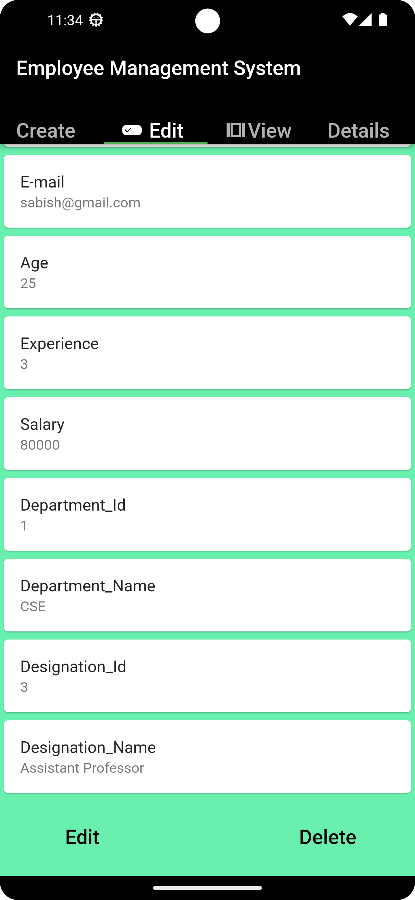 11:34
Employee Management System
Create Edit View Details
E-mail
sabish@gmail.com
Age
25
Experience
3
Salary
80000
Department_Id
1
Department_Name
CSE
Designation_Id
3
Designation_Name
Assistant Professor
Edit Delete